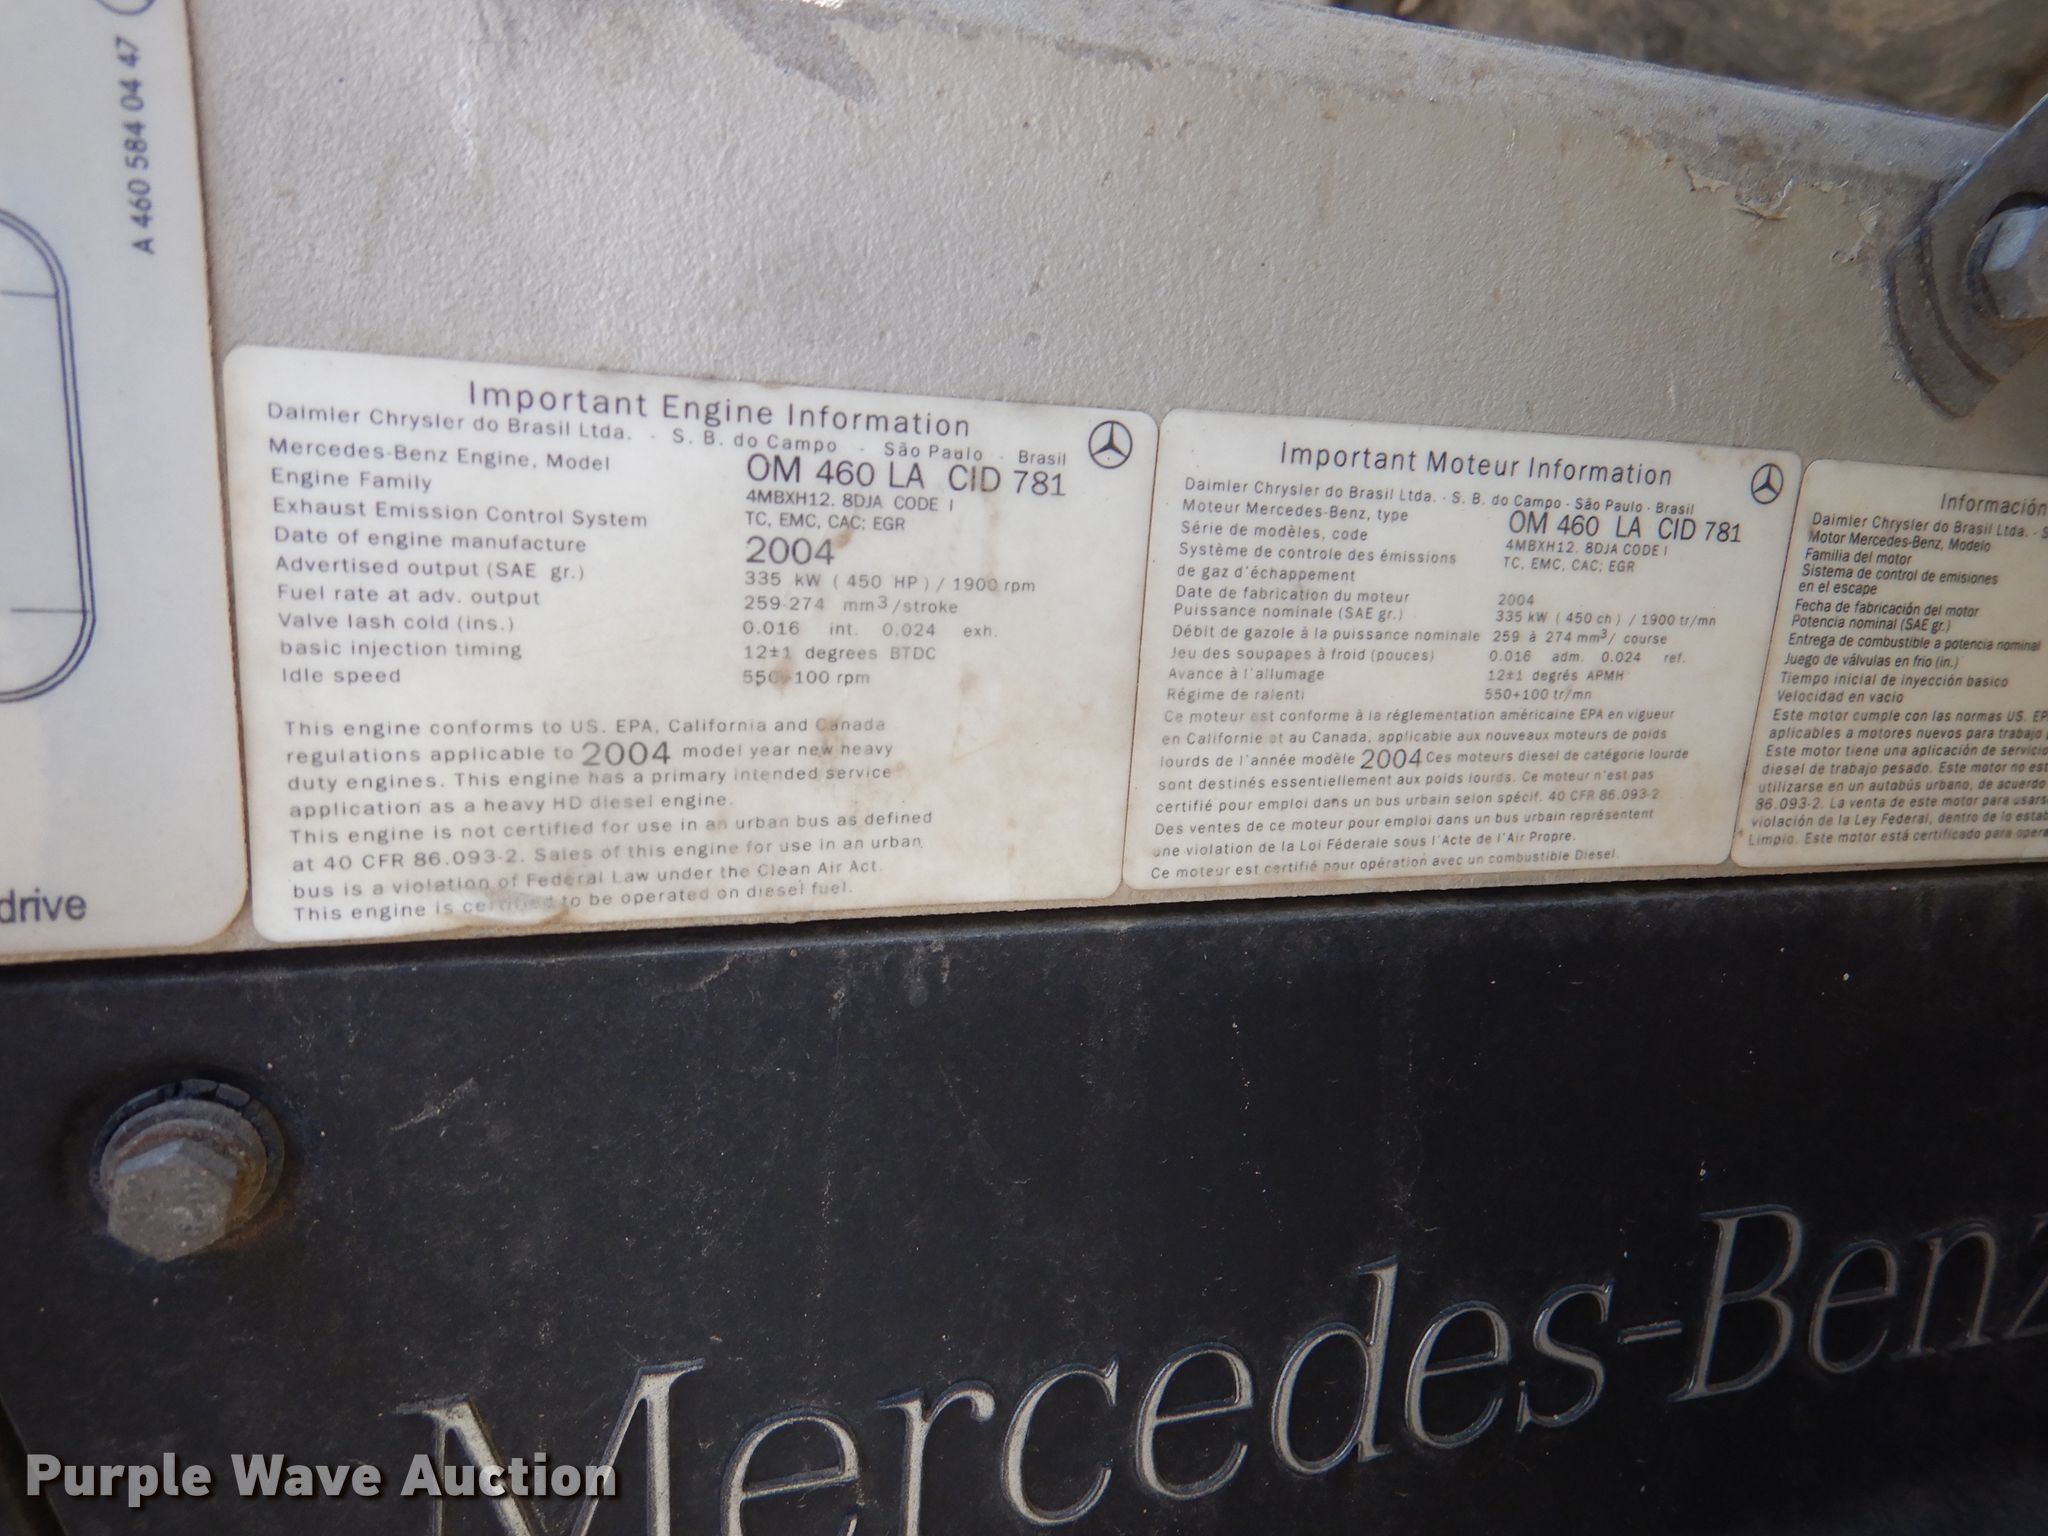 A 460 584 04 47
drive
Important Engine Information
Daimler Chrysler do Brasil Ltda. · S. B. do Campo · São Paulo · Brasil
Mercedes-Benz Engine, Model OM 460 LA CID 781
Engine Family 4MBXH12. 8DJA CODE I
Exhaust Emission Control System TC, EMC, CAC; EGR
Date of engine manufacture 2004
Advertised output (SAE gr.) 335 kW ( 450 HP) / 1900 rpm
Fuel rate at adv. output 259-274 mm3/stroke
Valve lash cold (ins.) 0.016 int. 0.024 exh.
basic injection timing 12±1 degrees BTDC
Idle speed 550+100 rpm
This engine conforms to US. EPA, California and Canada
regulations applicable to 2004 model year new heavy
duty engines. This engine has a primary intended service
application as a heavy HD diesel engine.
This engine is not certified for use in an urban bus as defined
at 40 CFR 86.093-2. Sales of this engine for use in an urban
bus is a violation of Federal Law under the Clean Air Act.
This engine is certified to be operated on diesel fuel.
Important Moteur Information
Daimler Chrysler do Brasil Ltda. · S. B. do Campo · São Paulo · Brasil
Moteur Mercedes-Benz, type OM 460 LA CID 781
Série de modèles, code 4MBXH12. 8DJA CODE I
Système de contrôle des émissions TC, EMC, CAC; EGR
de gaz d'échappement
Date de fabrication du moteur 2004
Puissance nominale (SAE gr.) 335 kW ( 450 ch) / 1900 tr/mn
Débit de gazole à la puissance nominale 259 à 274 mm3/ course
Jeu des soupapes à froid (pouces) 0.016 adm. 0.024 ref.
Avance à l'allumage 12±1 degrés APMH
Régime de ralenti 550+100 tr/mn
Ce moteur est conforme à la réglementation américaine EPA en vigueur
en Californie et au Canada, applicable aux nouveaux moteurs de poids
lourds de l'année modèle 2004 Ces moteurs diesel de catégorie lourde
sont destinés essentiellement aux poids lourds. Ce moteur n'est pas
certifié pour emploi dans un bus urbain selon spécif. 40 CFR 86.093-2.
Des ventes de ce moteur pour emploi dans un bus urbain représentent
une violation de la Loi Féderale sous l'Acte de l'Air Propre.
Ce moteur est certifié pour opération avec un combustible Diesel.
Información
Daimler Chrysler do Brasil Ltda. · S
Motor Mercedes-Benz, Modelo
Familia del motor
Sistema de control de emisiones
en el escape
Fecha de fabricación del motor
Potencia nominal (SAE gr.)
Entrega de combustible a potencia nominal
Juego de válvulas en frio (in.)
Tiempo inicial de inyección basico
Velocidad en vacio
Este motor cumple con las normas US. EP
aplicables a motores nuevos para trabajo
Este motor tiene una aplicación de servicio
diesel de trabajo pesado. Este motor no est
utilizarse en un autobús urbano, de acuerdo
86.093-2. La venta de este motor para usars
violación de la Ley Federal, dentro de lo estab
Limpio. Este motor está certificado para opera
Mercedes-Benz
Purple Wave Auction